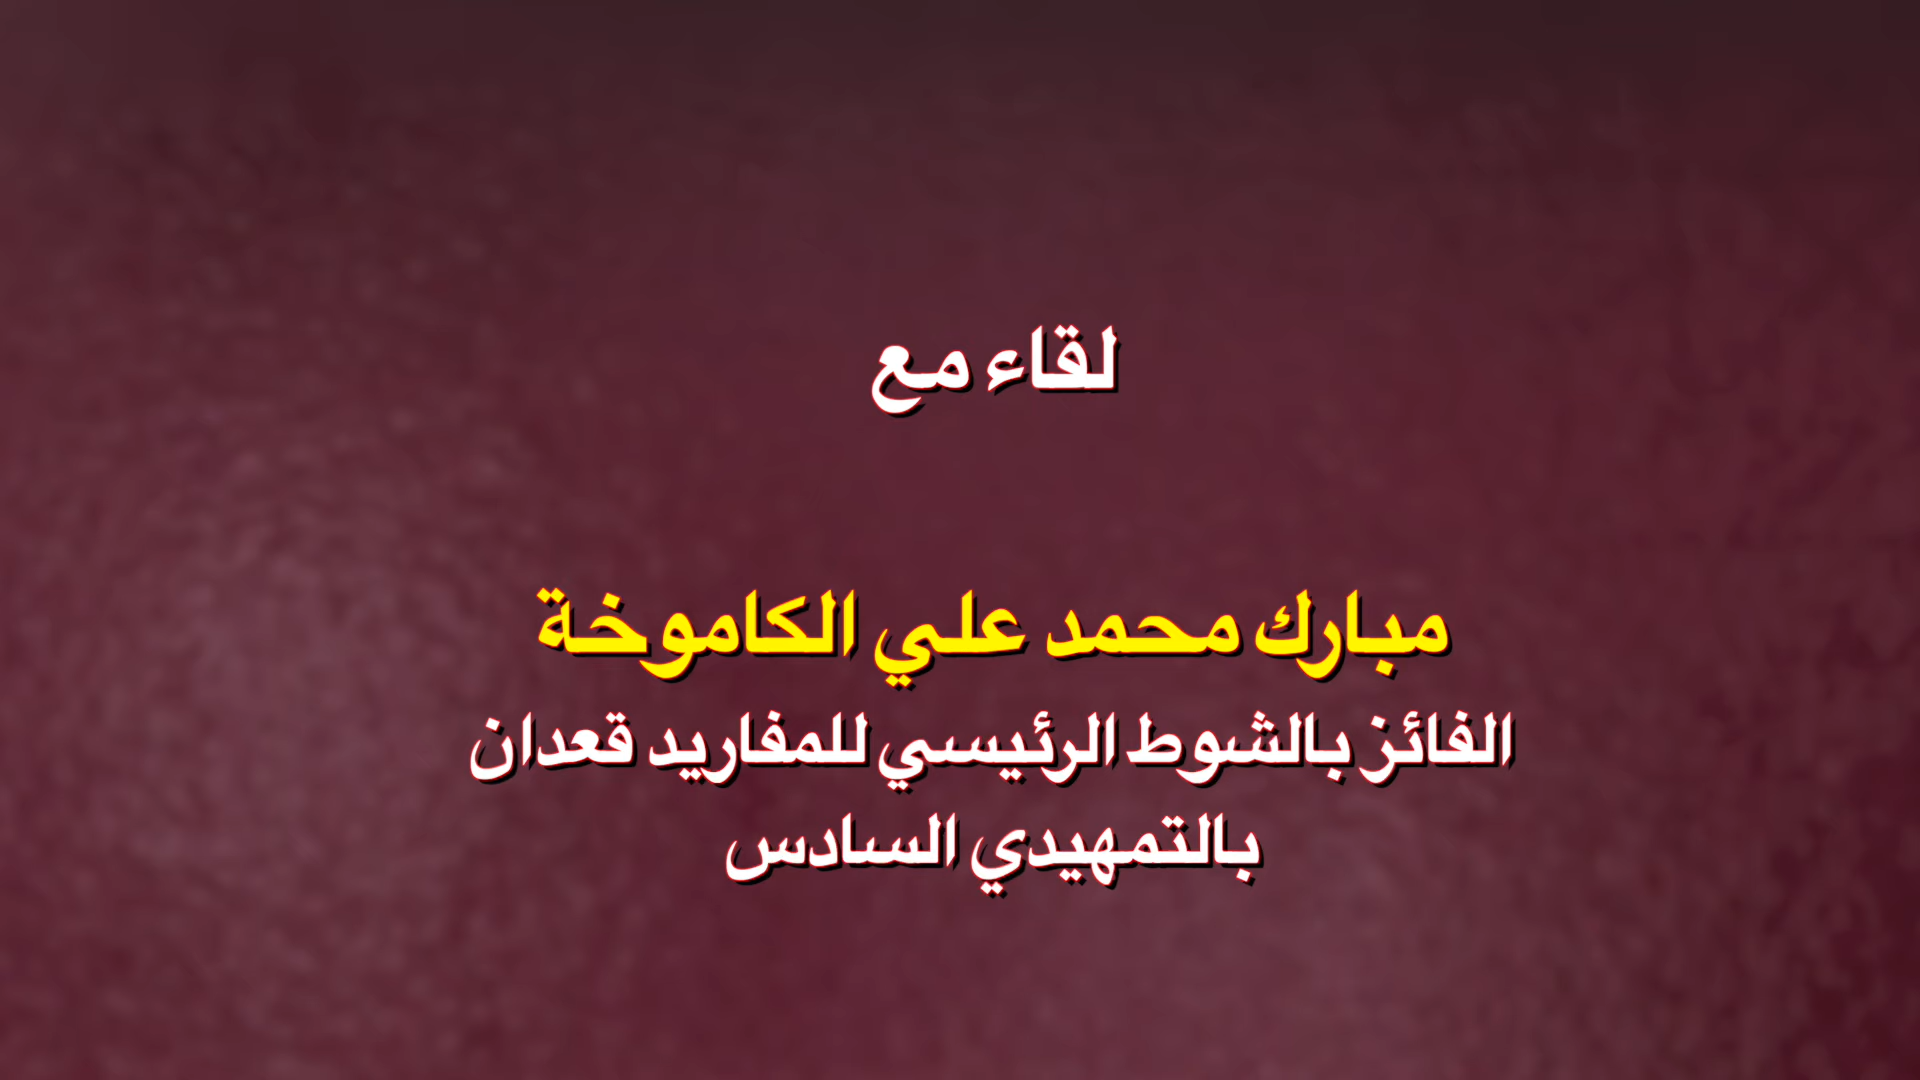 لقاء مع
مبارك محمد علي الكاموخة
الفائز بالشوط الرئيسي للمفاريد قعدان
بالتمهيدي السادس